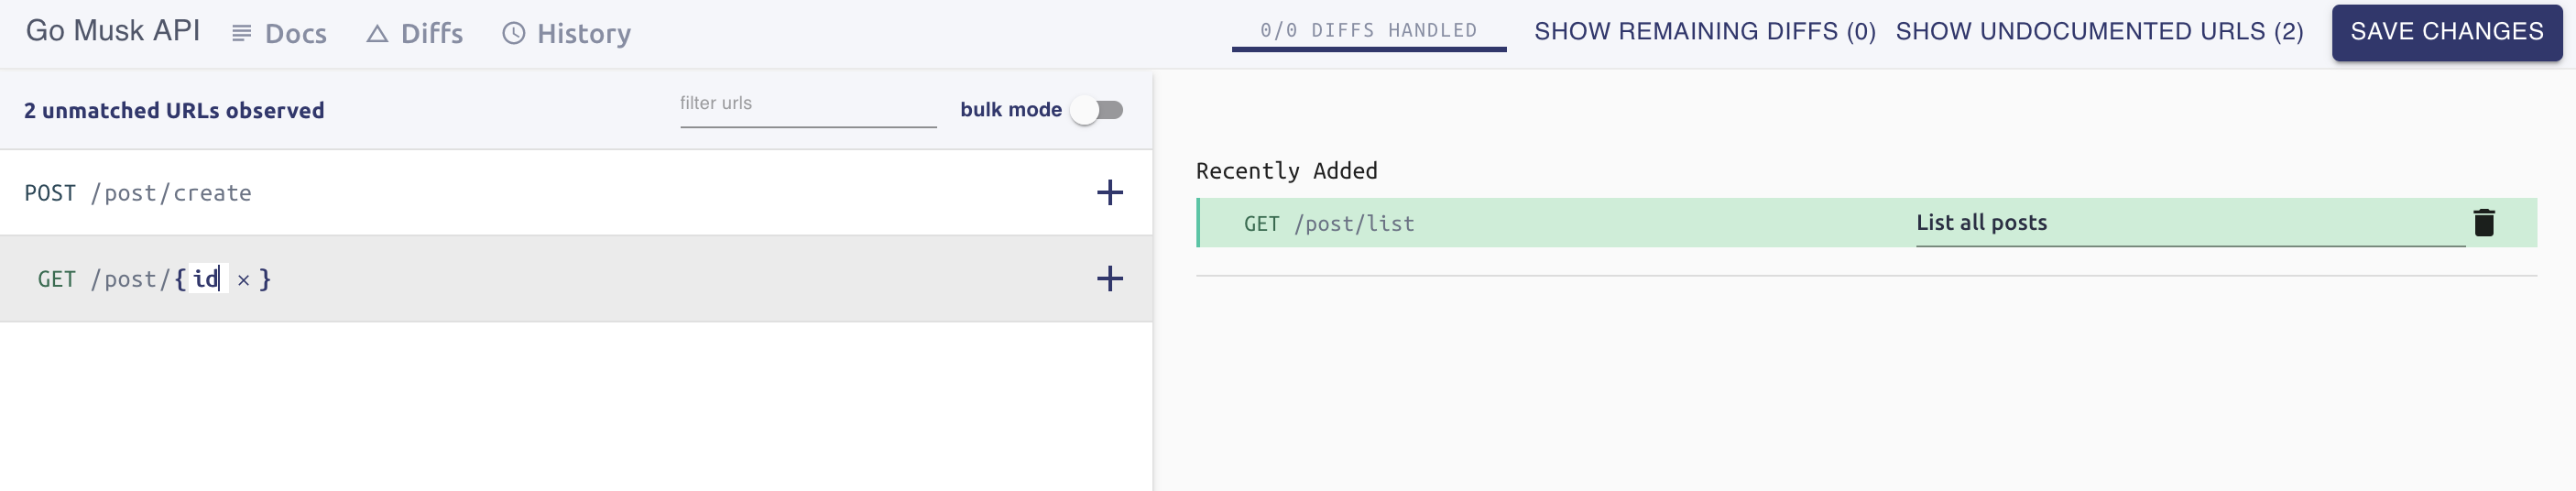 Go Musk API Docs Diffs History 0/0 DIFFS HANDLED SHOW REMAINING DIFFS (0) SHOW UNDOCUMENTED URLS (2) SAVE CHANGES
2 unmatched URLs observed filter urls bulk mode
POST /post/create
GET /post/{id × }
Recently Added
GET /post/list List all posts